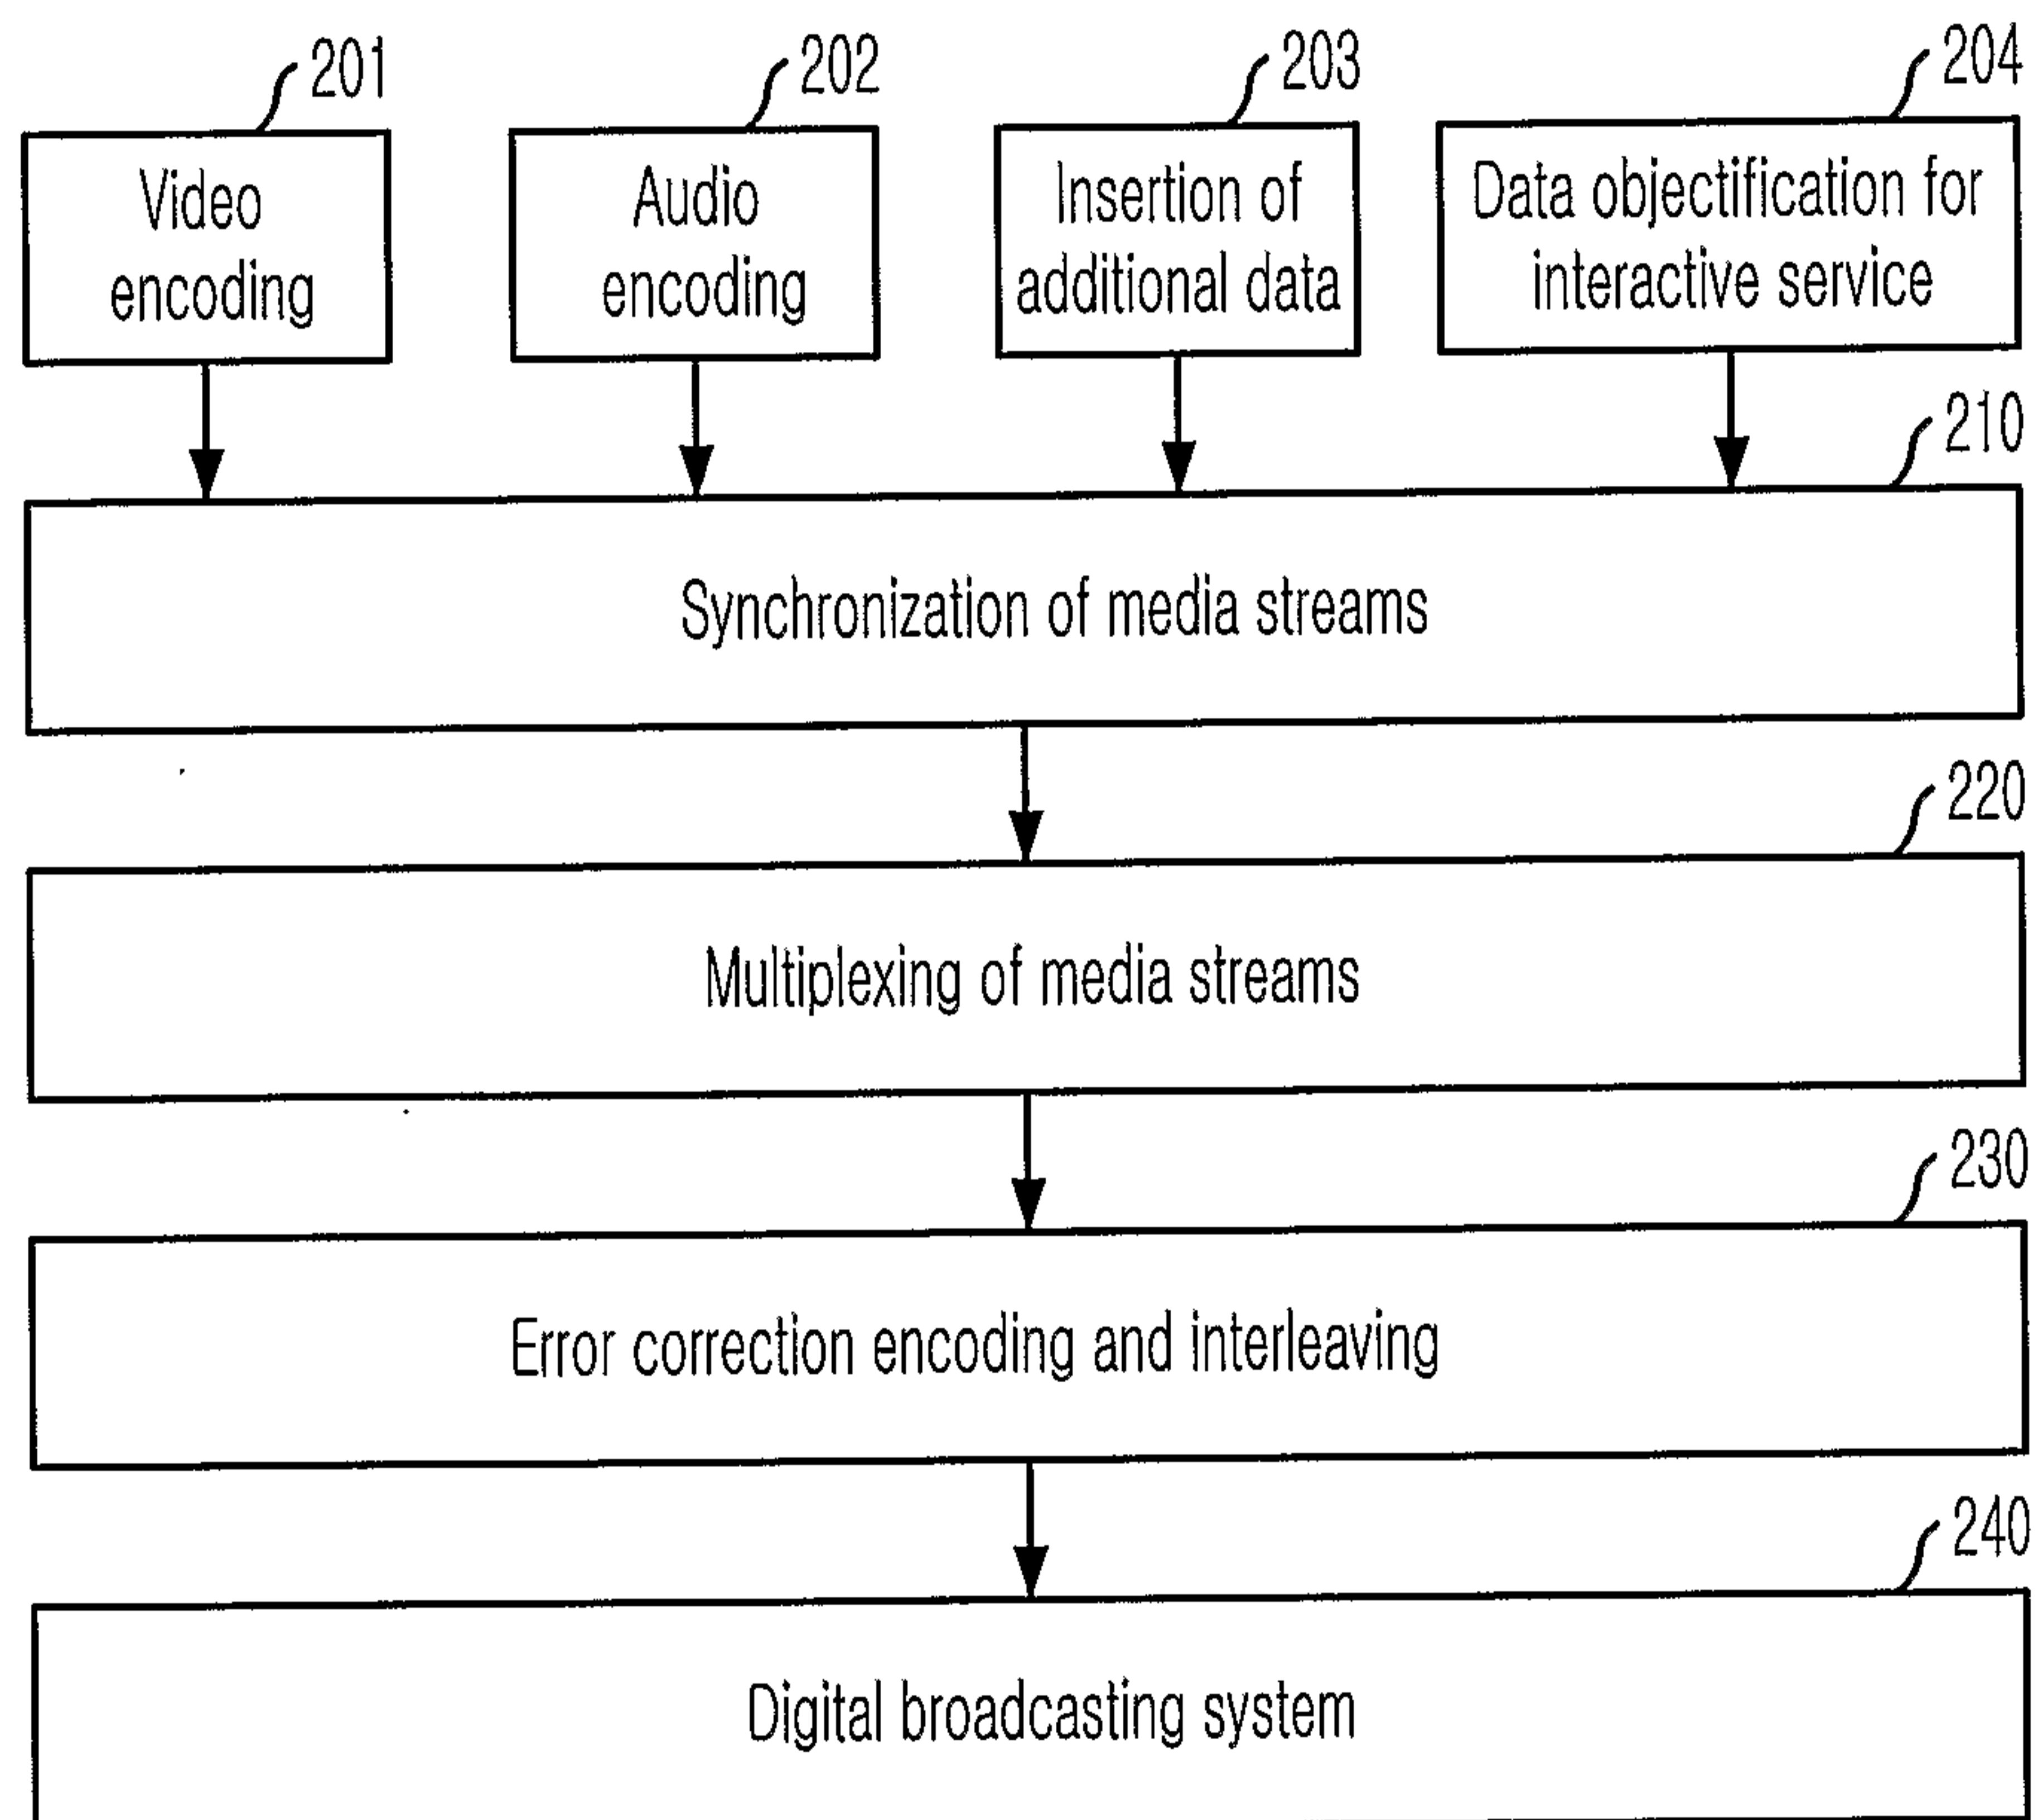 201
202
203
204
Video
encoding
Audio
encoding
Insertion of
additional data
Data objectification for
interactive service
210
Synchronization of media streams
220
Multiplexing of media streams
230
Error correction encoding and interleaving
240
Digital broadcasting system